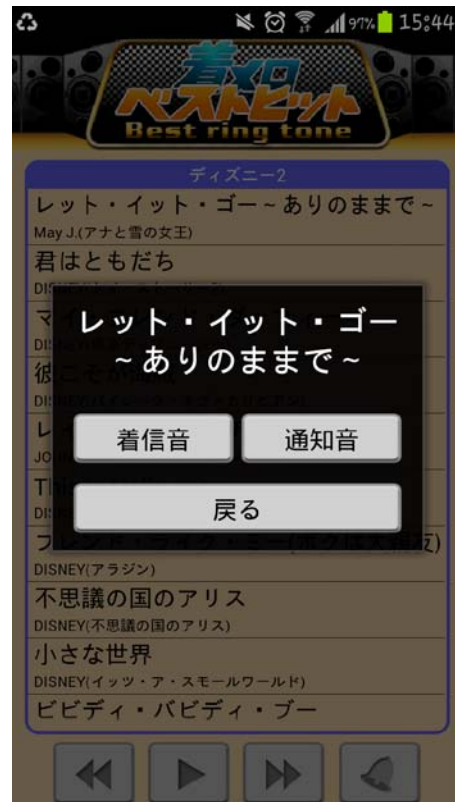 97% 15:44
着メロ
ベストヒット
Best ring tone
ディズニー2
レット・イット・ゴー～ありのままで～
May J.(アナと雪の女王)
君はともだち
レット・イット・ゴー
～ありのままで～
着信音
通知音
戻る
DISNEY(アラジン)
不思議の国のアリス
DISNEY(不思議の国のアリス)
小さな世界
DISNEY(イッツ・ア・スモールワールド)
ビビディ・バビディ・ブー